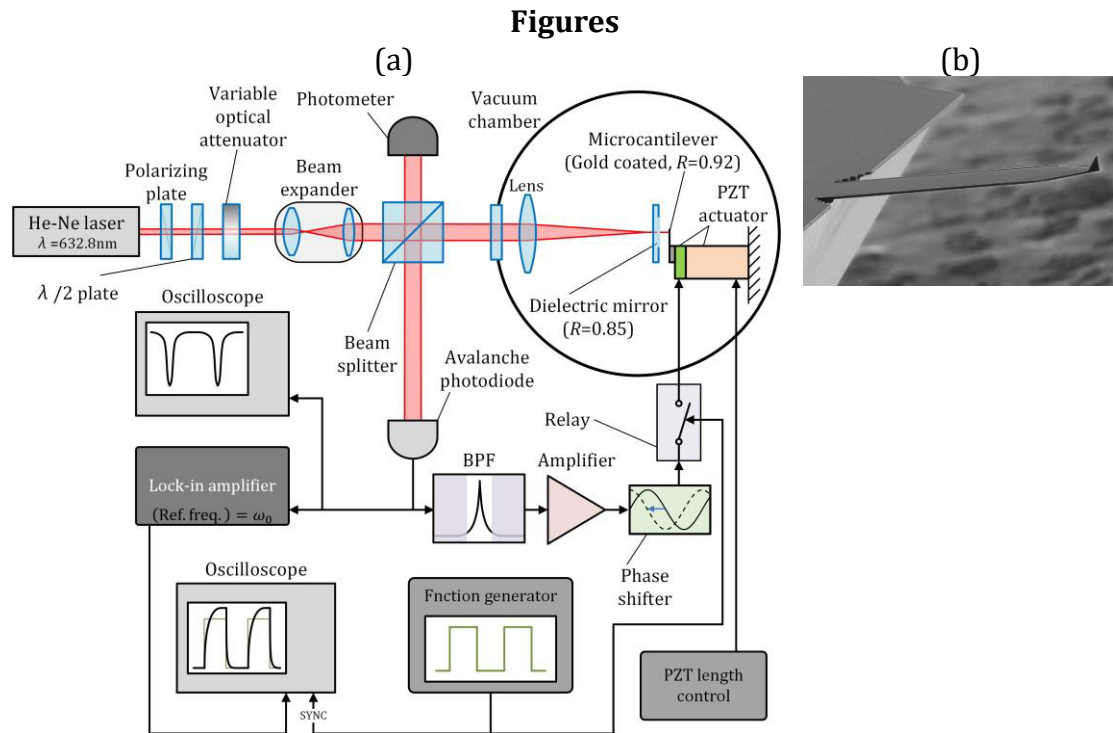 Figures
(a)
(b)
Variable
optical
attenuator
Photometer
Vacuum
chamber
Microcantilever
(Gold coated, R=0.92)
Polarizing
plate
Beam
expander
Lens
PZT
actuator
He-Ne laser
λ =632.8nm
λ /2 plate
Oscilloscope
Beam
splitter
Dielectric mirror
(R=0.85)
Avalanche
photodiode
Relay
Lock-in amplifier
(Ref. freq.) = ω0
BPF
Amplifier
Phase
shifter
Oscilloscope
Fnction generator
PZT length
control
SYNC